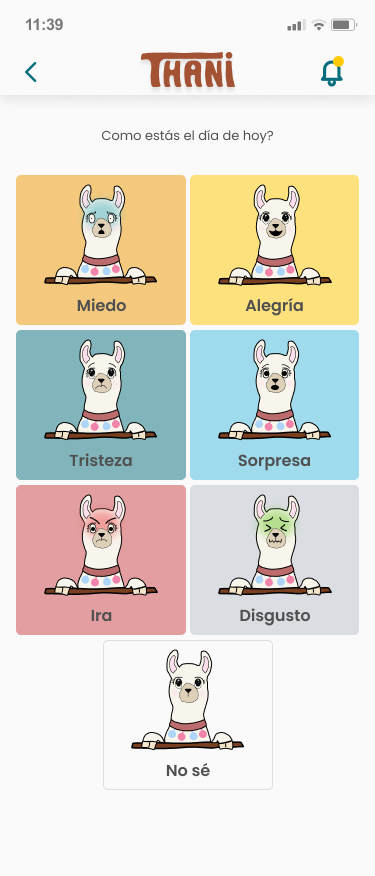 11:39
THANI
Como estás el día de hoy?
Miedo
Alegría
Tristeza
Sorpresa
Ira
Disgusto
No sé